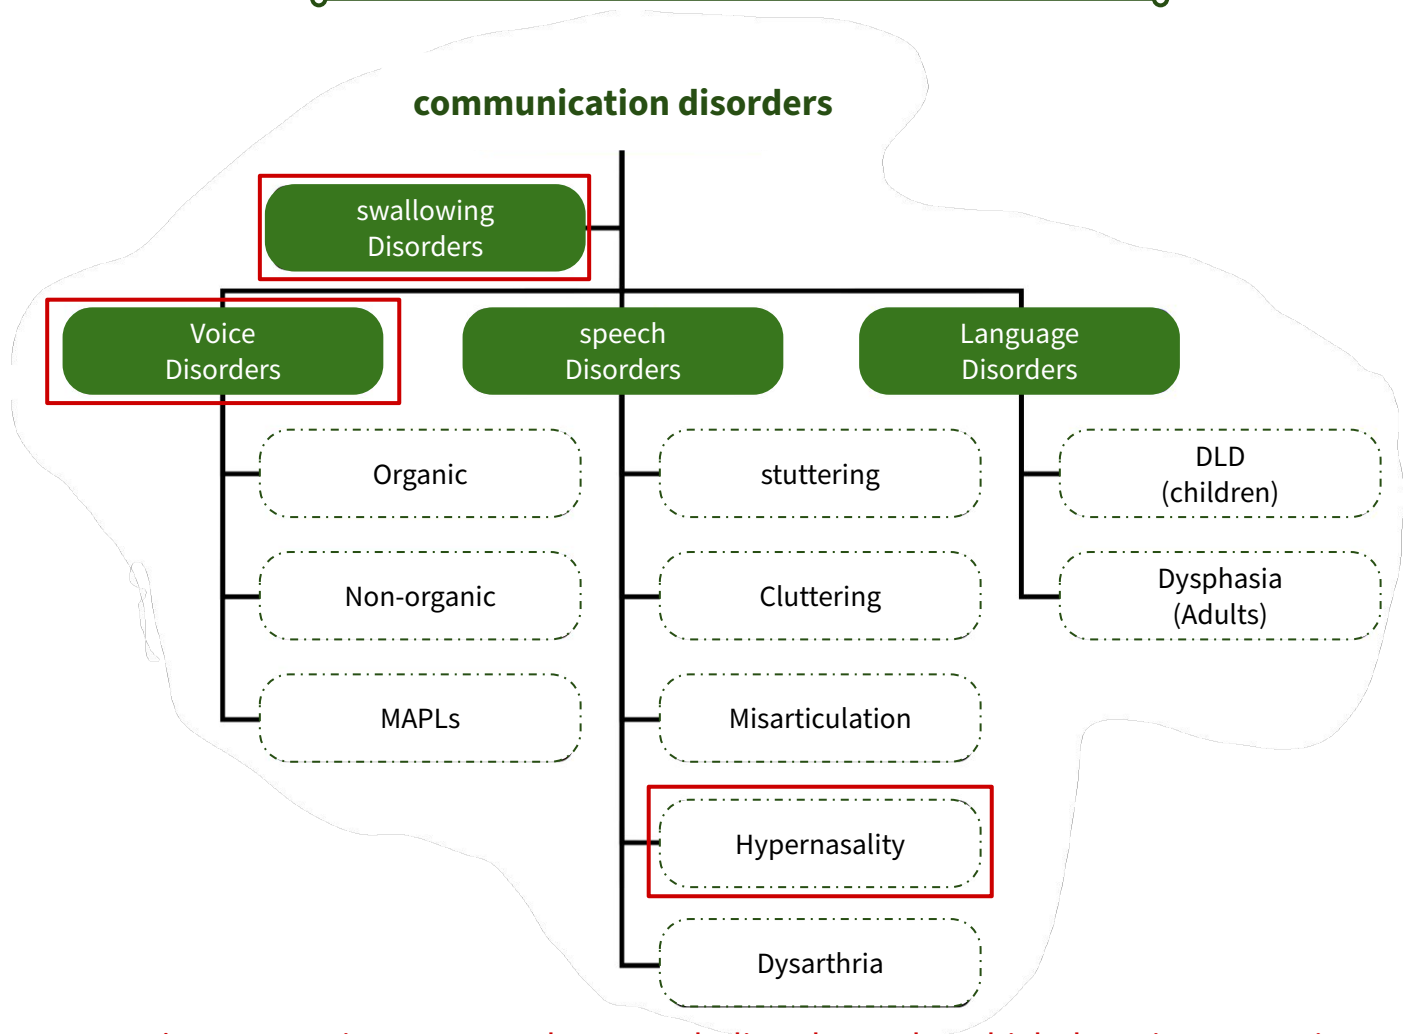 communication disorders
swallowing
Disorders
Voice
Disorders
speech
Disorders
Language
Disorders
Organic
Non-organic
MAPLs
stuttering
Cluttering
Misarticulation
Hypernasality
Dysarthria
DLD
(children)
Dysphasia
(Adults)